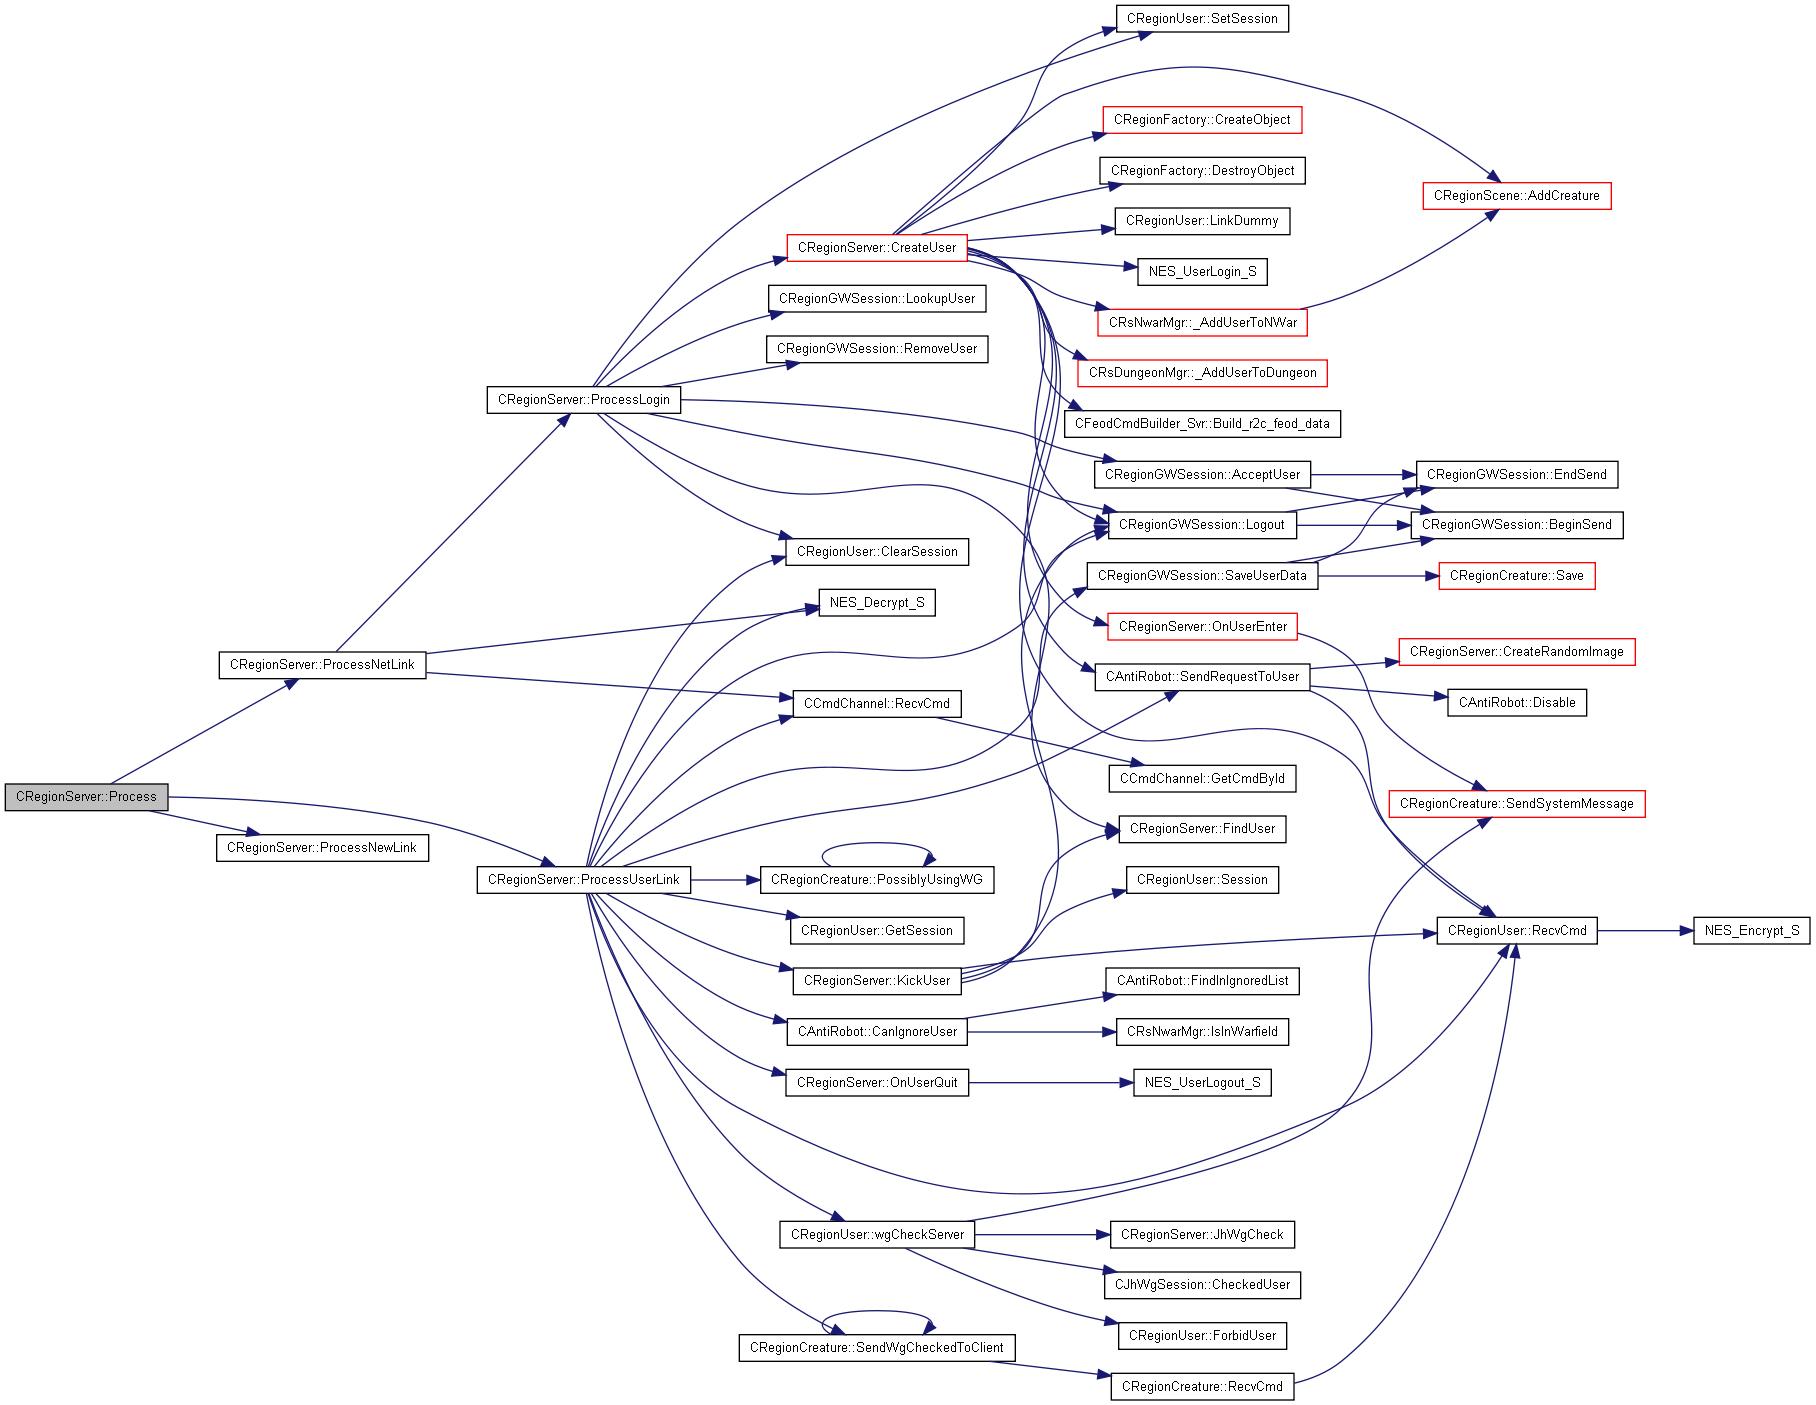 CRegionUser::SetSession
CRegionFactory::CreateObject
CRegionFactory::DestroyObject
CRegionScene::AddCreature
CRegionUser::LinkDummy
CRegionServer::CreateUser
NES_UserLogin_S
CRegionGWSession::LookupUser
CRsNwarMgr::_AddUserToNWar
CRegionGWSession::RemoveUser
CRsDungeonMgr::_AddUserToDungeon
CRegionServer::ProcessLogin
CFeodCmdBuilder_Svr::Build_r2c_feod_data
CRegionGWSession::AcceptUser
CRegionGWSession::EndSend
CRegionGWSession::Logout
CRegionGWSession::BeginSend
CRegionUser::ClearSession
CRegionGWSession::SaveUserData
CRegionCreature::Save
NES_Decrypt_S
CRegionServer::OnUserEnter
CRegionServer::CreateRandomImage
CRegionServer::ProcessNetLink
CAntiRobot::SendRequestToUser
CCmdChannel::RecvCmd
CAntiRobot::Disable
CCmdChannel::GetCmdById
CRegionServer::Process
CRegionCreature::SendSystemMessage
CRegionServer::FindUser
CRegionServer::ProcessNewLink
CRegionServer::ProcessUserLink
CRegionCreature::PossiblyUsingWG
CRegionUser::Session
CRegionUser::GetSession
CRegionUser::RecvCmd
NES_Encrypt_S
CRegionServer::KickUser
CAntiRobot::FindInIgnoredList
CAntiRobot::CanIgnoreUser
CRsNwarMgr::IsInWarfield
CRegionServer::OnUserQuit
NES_UserLogout_S
CRegionUser::wgCheckServer
CRegionServer::JhWgCheck
CJhWgSession::CheckedUser
CRegionUser::ForbidUser
CRegionCreature::SendWgCheckedToClient
CRegionCreature::RecvCmd